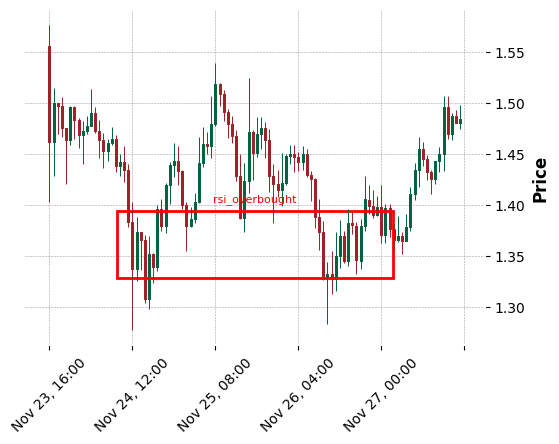 1.55
1.50
1.45
1.40
1.35
1.30
Price
rsi_overbought
Nov 23, 16:00
Nov 24, 12:00
Nov 25, 08:00
Nov 26, 04:00
Nov 27, 00:00